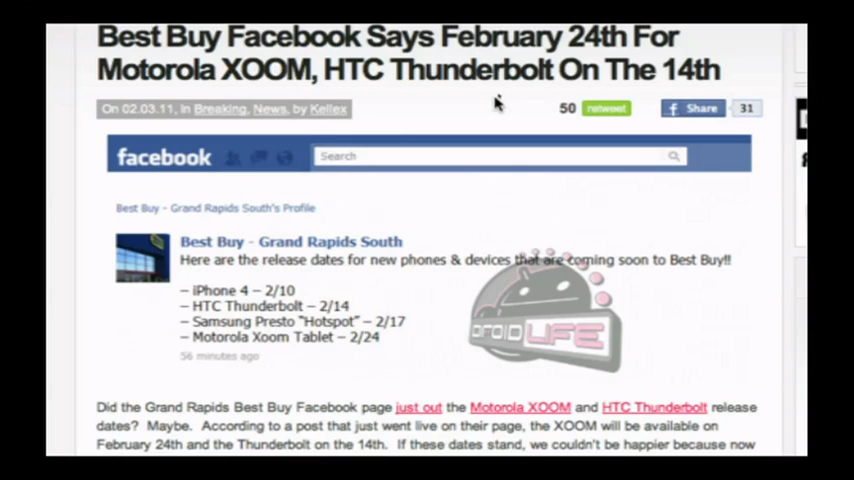 Best Buy Facebook Says February 24th For
Motorola XOOM, HTC Thunderbolt On The 14th
On 02.03.11, In Breaking, News, by Kellex
50 retweet
Share 31
facebook
Search
Best Buy - Grand Rapids South's Profile
Best Buy - Grand Rapids South
Here are the release dates for new phones & devices that are coming soon to Best Buy!!
– iPhone 4 – 2/10
– HTC Thunderbolt – 2/14
– Samsung Presto "Hotspot" – 2/17
– Motorola Xoom Tablet – 2/24
56 minutes ago
DROID LIFE
Did the Grand Rapids Best Buy Facebook page just out the Motorola XOOM and HTC Thunderbolt release
dates? Maybe. According to a post that just went live on their page, the XOOM will be available on
February 24th and the Thunderbolt on the 14th. If these dates stand, we couldn't be happier because now